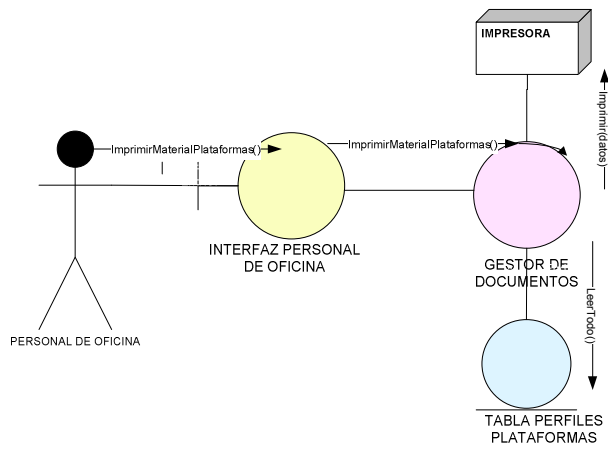 IMPRESORA
Imprimir(datos)
ImprimirMaterialPlataformas()
ImprimirMaterialPlataformas()
INTERFAZ PERSONAL
DE OFICINA
GESTOR DE
DOCUMENTOS
LeerTodo()
PERSONAL DE OFICINA
TABLA PERFILES
PLATAFORMAS